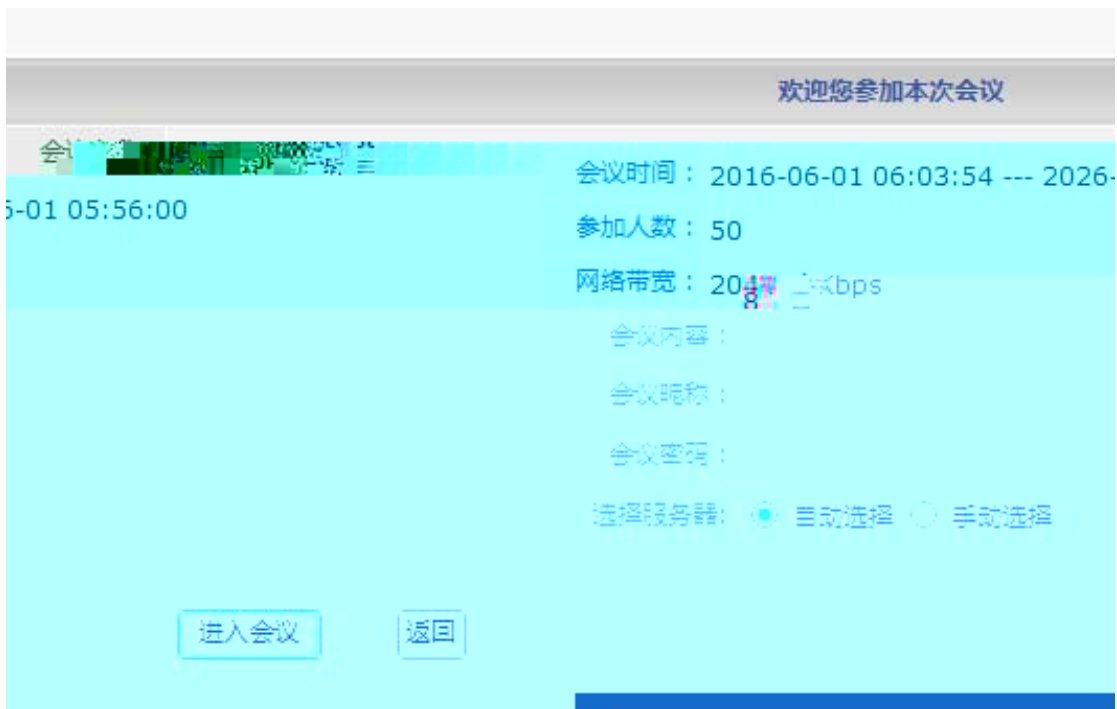 欢迎您参加本次会议
会议时间：2016-06-01 06:03:54 --- 2026-
6-01 05:56:00
参加人数：50
网络带宽：2048 Kbps
会议内容：
会议昵称：
会议密码：
选择服务器: 自动选择 手动选择
进入会议 返回